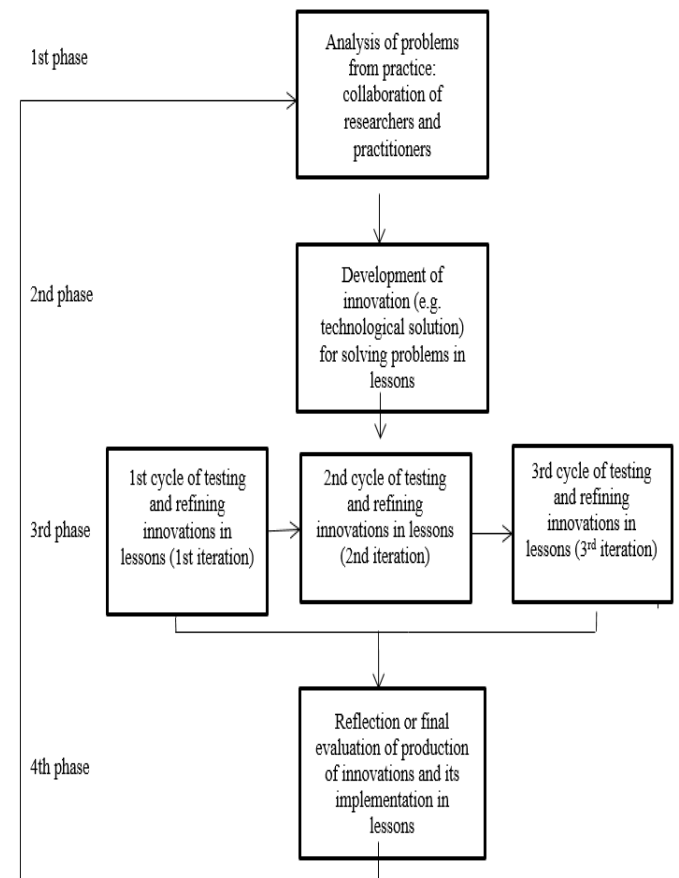 1st phase
Analysis of problems
from practice:
collaboration of
researchers and
practitioners
2nd phase
Development of
innovation (e.g.
technological solution)
for solving problems in
lessons
3rd phase
1st cycle of testing
and refining
innovations in
lessons (1st iteration)
2nd cycle of testing
and refining
innovations in lessons
(2nd iteration)
3rd cycle of testing
and refining
innovations in
lessons (3rd iteration)
4th phase
Reflection or final
evaluation of production
of innovations and its
implementation in
lessons